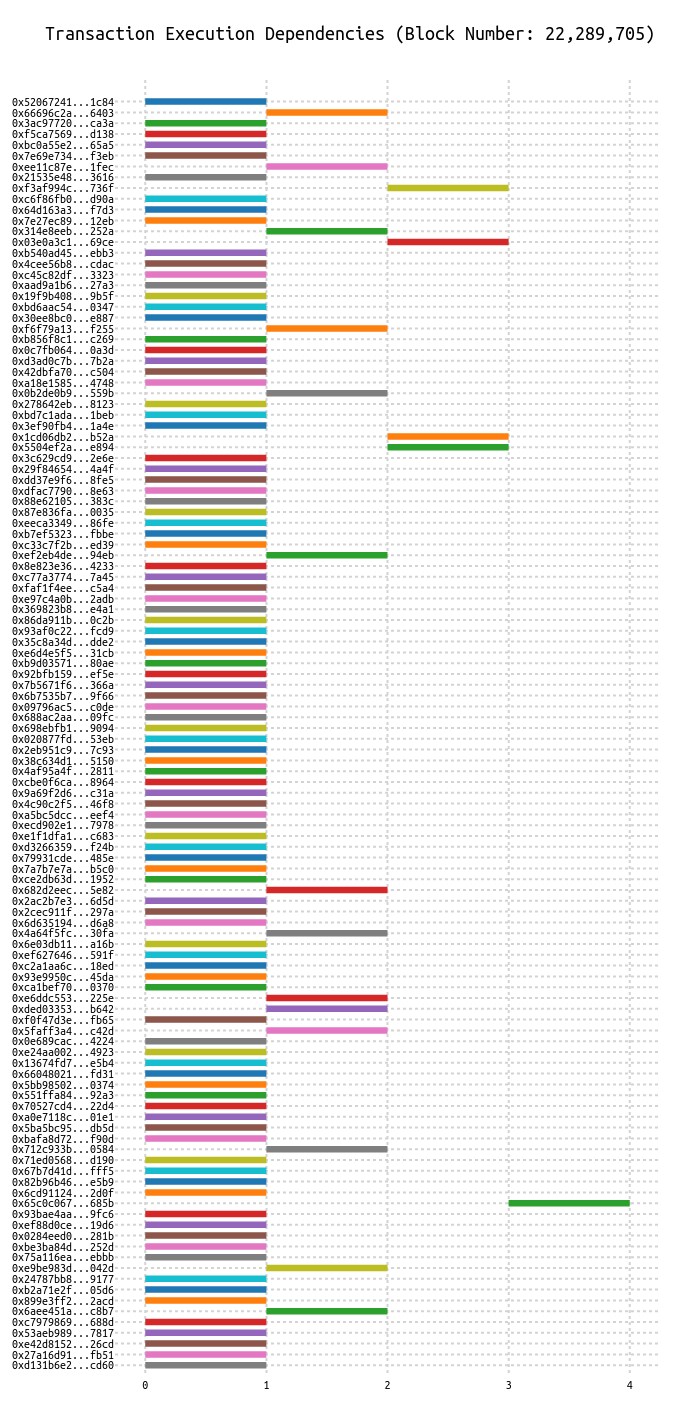 Transaction Execution Dependencies (Block Number: 22,289,705)
0x52067241...1c84
0x66696c2a...6403
0x3ac97720...ca3a
0xf5ca7569...d138
0xbc0a55e2...65a5
0x7e69e734...f3eb
0xee11c87e...1fec
0x21535e48...3616
0xf3af994c...736f
0xc6f86fb0...d90a
0x64d163a3...f7d3
0x7e27ec89...12eb
0x314e8eeb...252a
0x03e0a3c1...69ce
0xb540ad45...ebb3
0x4cee56b8...cdac
0xc45c82df...3323
0xaad9a1b6...27a3
0x19f9b408...9b5f
0xbd6aac54...0347
0x30ee8bc0...e887
0xf6f79a13...f255
0xb856f8c1...c269
0x0c7fb064...0a3d
0xd3ad0c7b...7b2a
0x42dbfa70...c504
0xa18e1585...4748
0x0b2de0b9...559b
0x278642eb...8123
0xbd7c1ada...1beb
0x3ef90fb4...1a4e
0x1cd06db2...b52a
0x5504ef2a...e894
0x3c629cd9...2e6e
0x29f84654...4a4f
0xdd37e9f6...8fe5
0xdfac7790...8e63
0x88e62105...383c
0x87e836fa...0035
0xeeca3349...86fe
0xb7ef5323...fbbe
0xc33c7f2b...ed39
0xef2eb4de...94eb
0x8e823e36...4233
0xc77a3774...7a45
0xfaf1f4ee...c5a4
0xe97c4a0b...2adb
0x369823b8...e4a1
0x86da911b...0c2b
0x93af0c22...fcd9
0x35c8a34d...dde2
0xe6d4e5f5...31cb
0xb9d03571...80ae
0x92bfb159...ef5e
0x7b5671f6...366a
0x6b7535b7...9f66
0x09796ac5...c0de
0x688ac2aa...09fc
0x698ebfb1...9094
0x020877fd...53eb
0x2eb951c9...7c93
0x38c634d1...5150
0x4af95a4f...2811
0xcbe0f6ca...8964
0x9a69f2d6...c31a
0x4c90c2f5...46f8
0xa5bc5dcc...eef4
0xecd902e1...7978
0xe1f1dfa1...c683
0xd3266359...f24b
0x79931cde...485e
0x7a7b7e7a...b5c0
0xce2db63d...1952
0x682d2eec...5e82
0x2ac2b7e3...6d5d
0x2cec911f...297a
0x6d635194...d6a8
0x4a64f5fc...30fa
0x6e03db11...a16b
0xef627646...591f
0xc2a1aa6c...18ed
0x93e9950c...45da
0xca1bef70...0370
0xe6ddc553...225e
0xded03353...b642
0xf0f47d3e...fb65
0x5faff3a4...c42d
0x0e689cac...4224
0xe24aa002...4923
0x13674fd7...e5b4
0x66048021...fd31
0x5bb98502...0374
0x551ffa84...92a3
0x70527cd4...22d4
0xa0e7118c...01e1
0x5ba5bc95...db5d
0xbafa8d72...f90d
0x712c933b...0584
0x71ed0568...d190
0x67b7d41d...fff5
0x82b96b46...e5b9
0x6cd91124...2d0f
0x65c0c067...685b
0x93bae4aa...9fc6
0xef88d0ce...19d6
0x0284eed0...281b
0xbe3ba84d...252d
0x75a116ea...ebbb
0xe9be983d...042d
0x24787bb8...9177
0xb2a71e2f...05d6
0x899e3ff2...2acd
0x6aee451a...c8b7
0xc7979869...688d
0x53aeb989...7817
0xe42d8152...26cd
0x27a16d91...fb51
0xd131b6e2...cd60
0 1 2 3 4